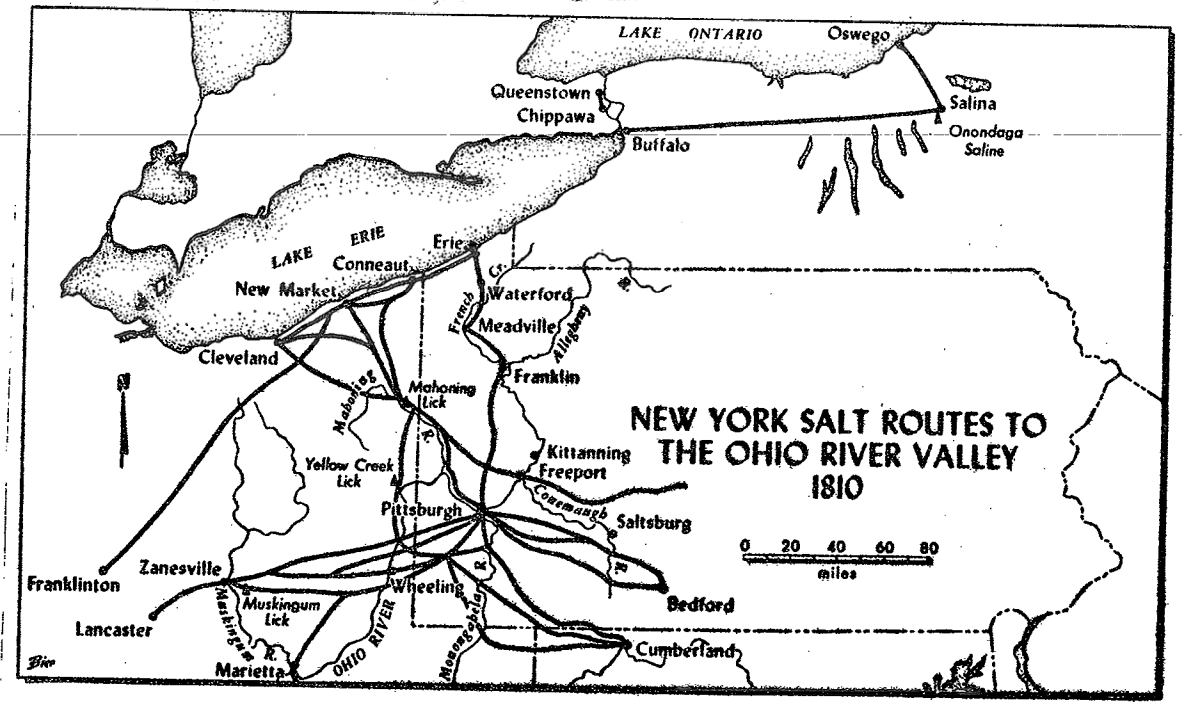 LAKE ONTARIO
Oswego
Queenstown
Chippawa
Salina
Buffalo
Onondaga
Saline
LAKE ERIE
Erie
Conneaut
Cr.
R.
New Market
French
Waterford
Meadville
Allegheny
Cleveland
Franklin
Mahoning
Mahoning
Lick
R.
NEW YORK SALT ROUTES TO
THE OHIO RIVER VALLEY
1810
Kittanning
Freeport
Yellow Creek
Lick
Conemaugh
Pittsburgh
Saltsburg
0 20 40 60 80
miles
Zanesville
R.
R.
Franklinton
Wheeling
Bedford
Muskingum
Lick
Muskingum
R.
Lancaster
OHIO RIVER
Monongahela
Cumberland
Marietta
Bier